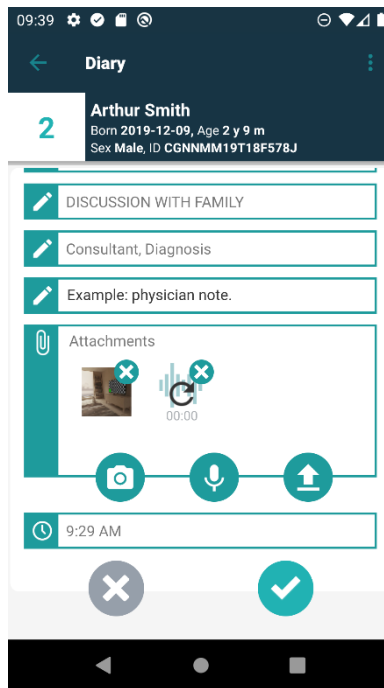 09:39
Diary
2
Arthur Smith
Born 2019-12-09, Age 2 y 9 m
Sex Male, ID CGNNMM19T18F578J
DISCUSSION WITH FAMILY
Consultant, Diagnosis
Example: physician note.
Attachments
00:00
9:29 AM